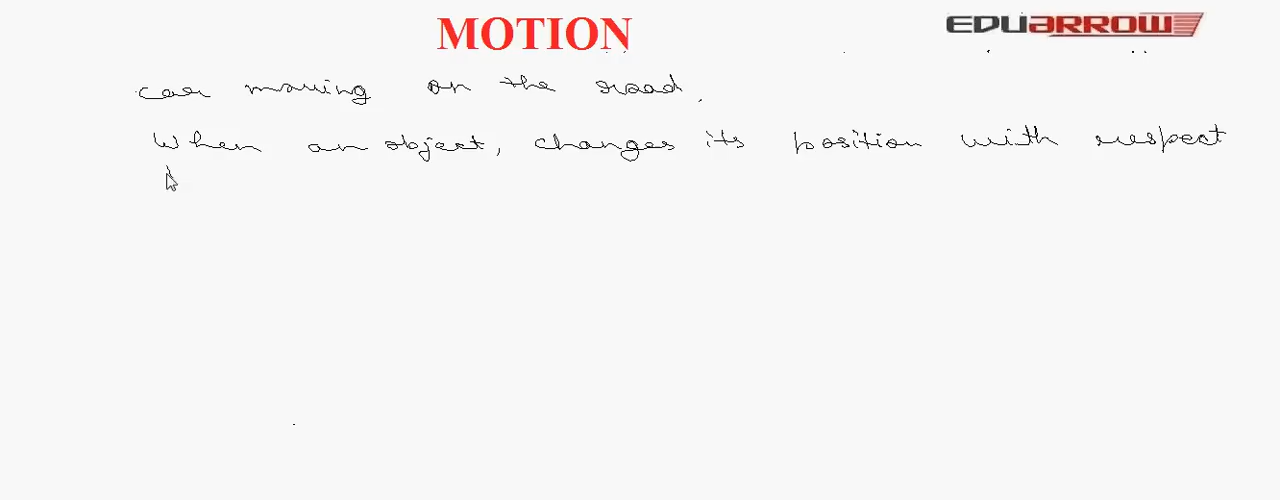 MOTION
EDUARROW
car moving on the road.
When an object, changes its position with respect